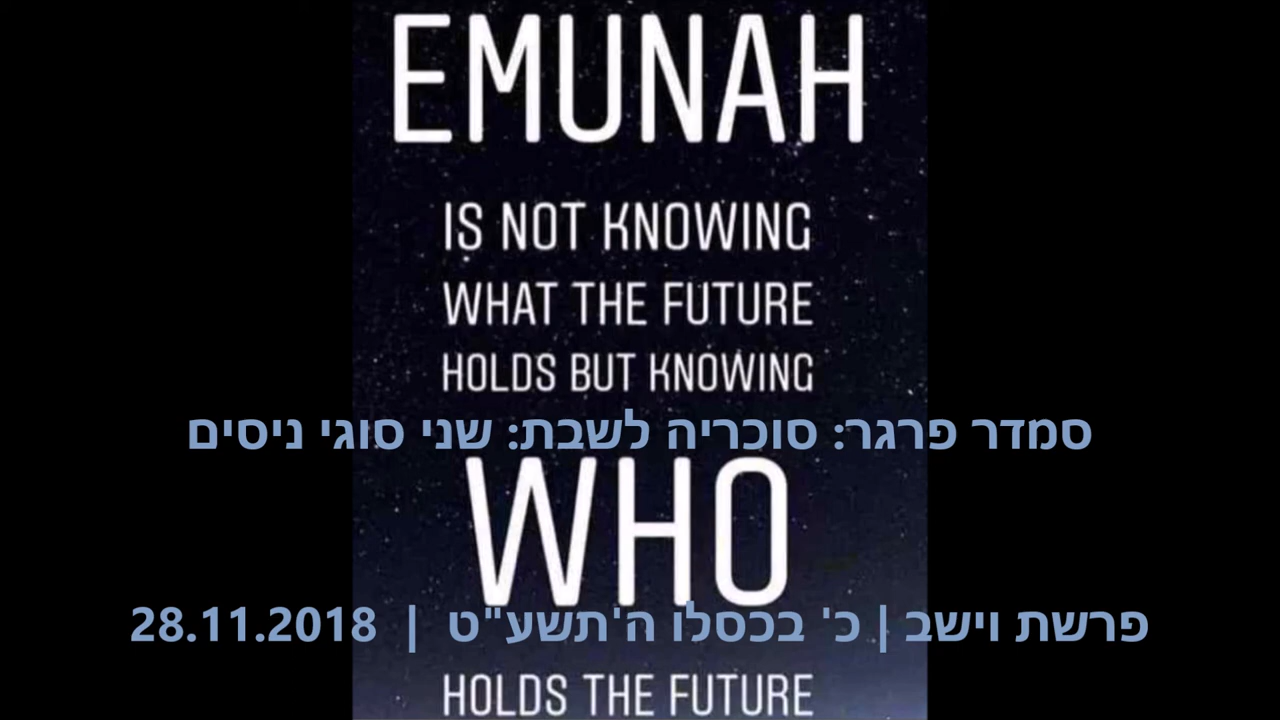 EMUNAH
IS NOT KNOWING
WHAT THE FUTURE
HOLDS BUT KNOWING
סמדר פרגר: סוכריה לשבת: שני סוגי ניסים
WHO
פרשת וישב | כ' בכסלו ה'תשע"ט | 28.11.2018
HOLDS THE FUTURE